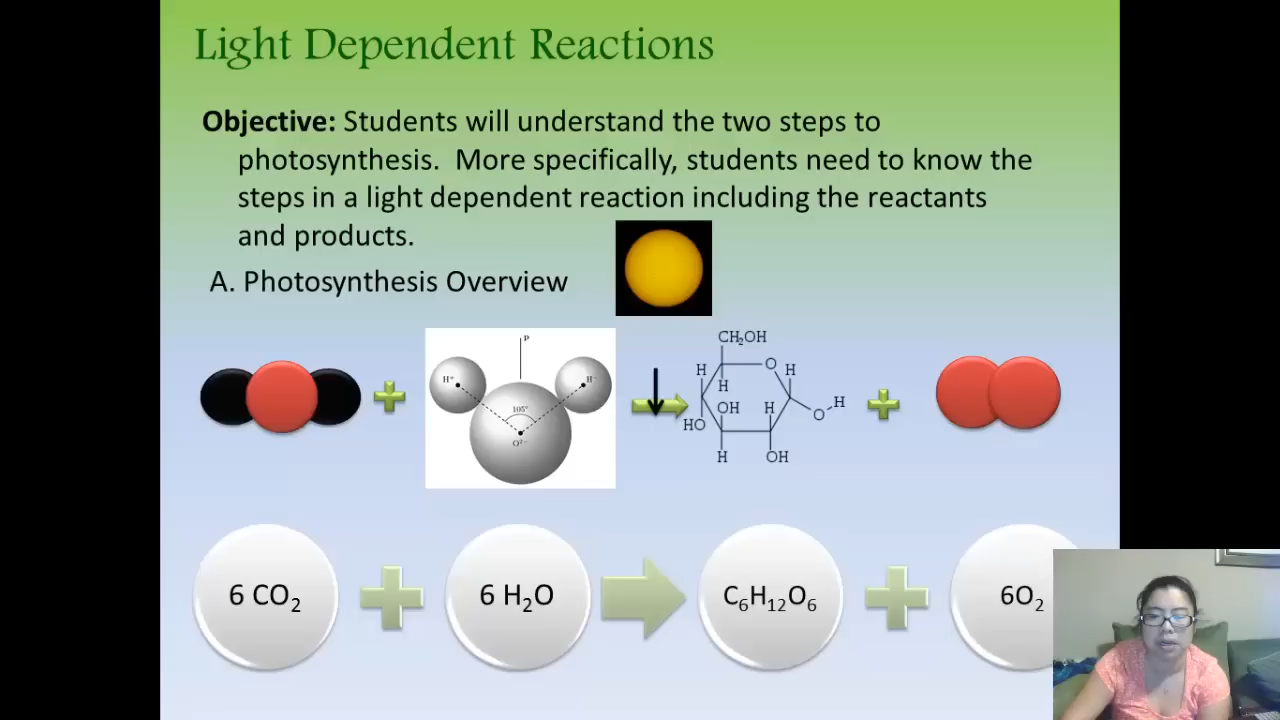 Light Dependent Reactions
Objective: Students will understand the two steps to
photosynthesis. More specifically, students need to know the
steps in a light dependent reaction including the reactants
and products.
A. Photosynthesis Overview
P
H⁺ H⁻
105°
O²⁻
CH₂OH
O
H H
H
OH H
HO
O H
H OH
6 CO₂ 6 H₂O C₆H₁₂O₆ 6O₂